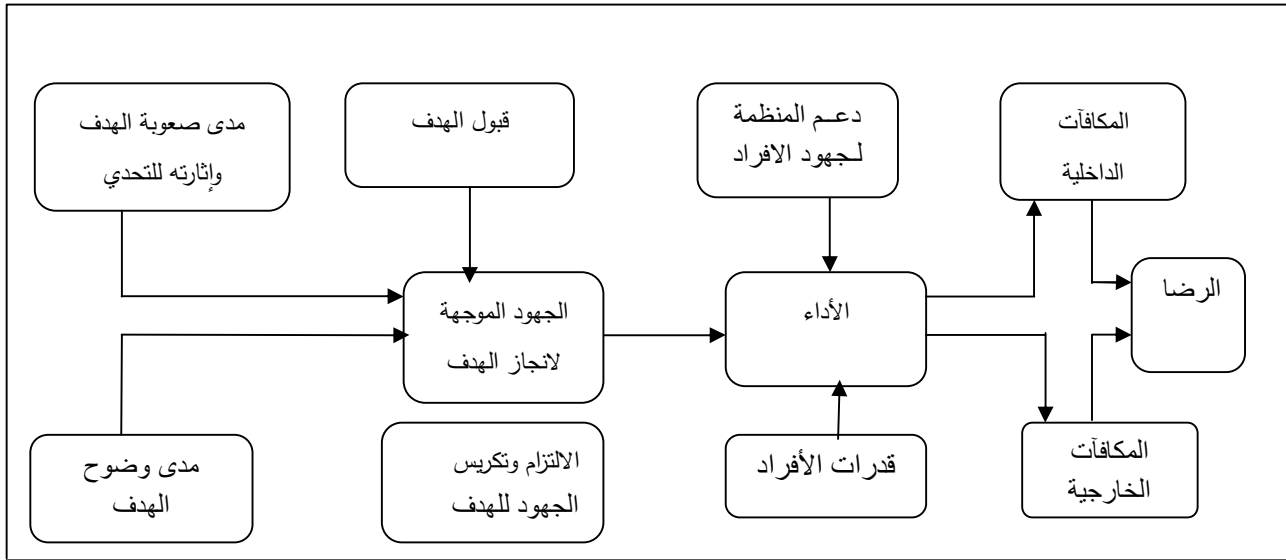 مدى صعوبة الهدف
وإثارته للتحدي
قبول الهدف
دعــم المنظمة
لـجهود الافراد
المكافآت
الداخلية
الجهود الموجهة
لانجاز الهدف
الأداء
الرضا
مدى وضوح
الهدف
الالتزام وتكريس
الجهود للهدف
قدرات الأفراد
المكافآت
الخارجية